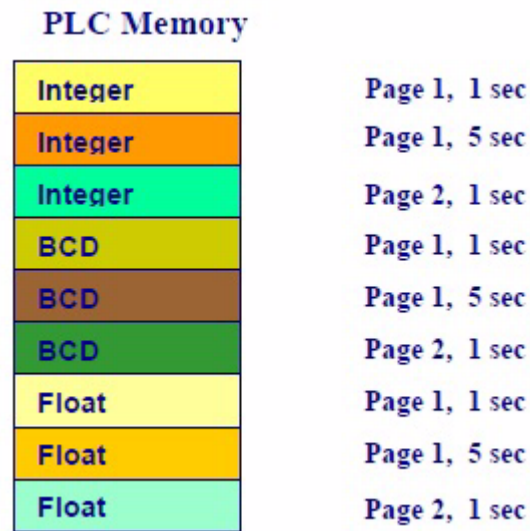 PLC Memory
Integer Page 1, 1 sec
Integer Page 1, 5 sec
Integer Page 2, 1 sec
BCD Page 1, 1 sec
BCD Page 1, 5 sec
BCD Page 2, 1 sec
Float Page 1, 1 sec
Float Page 1, 5 sec
Float Page 2, 1 sec